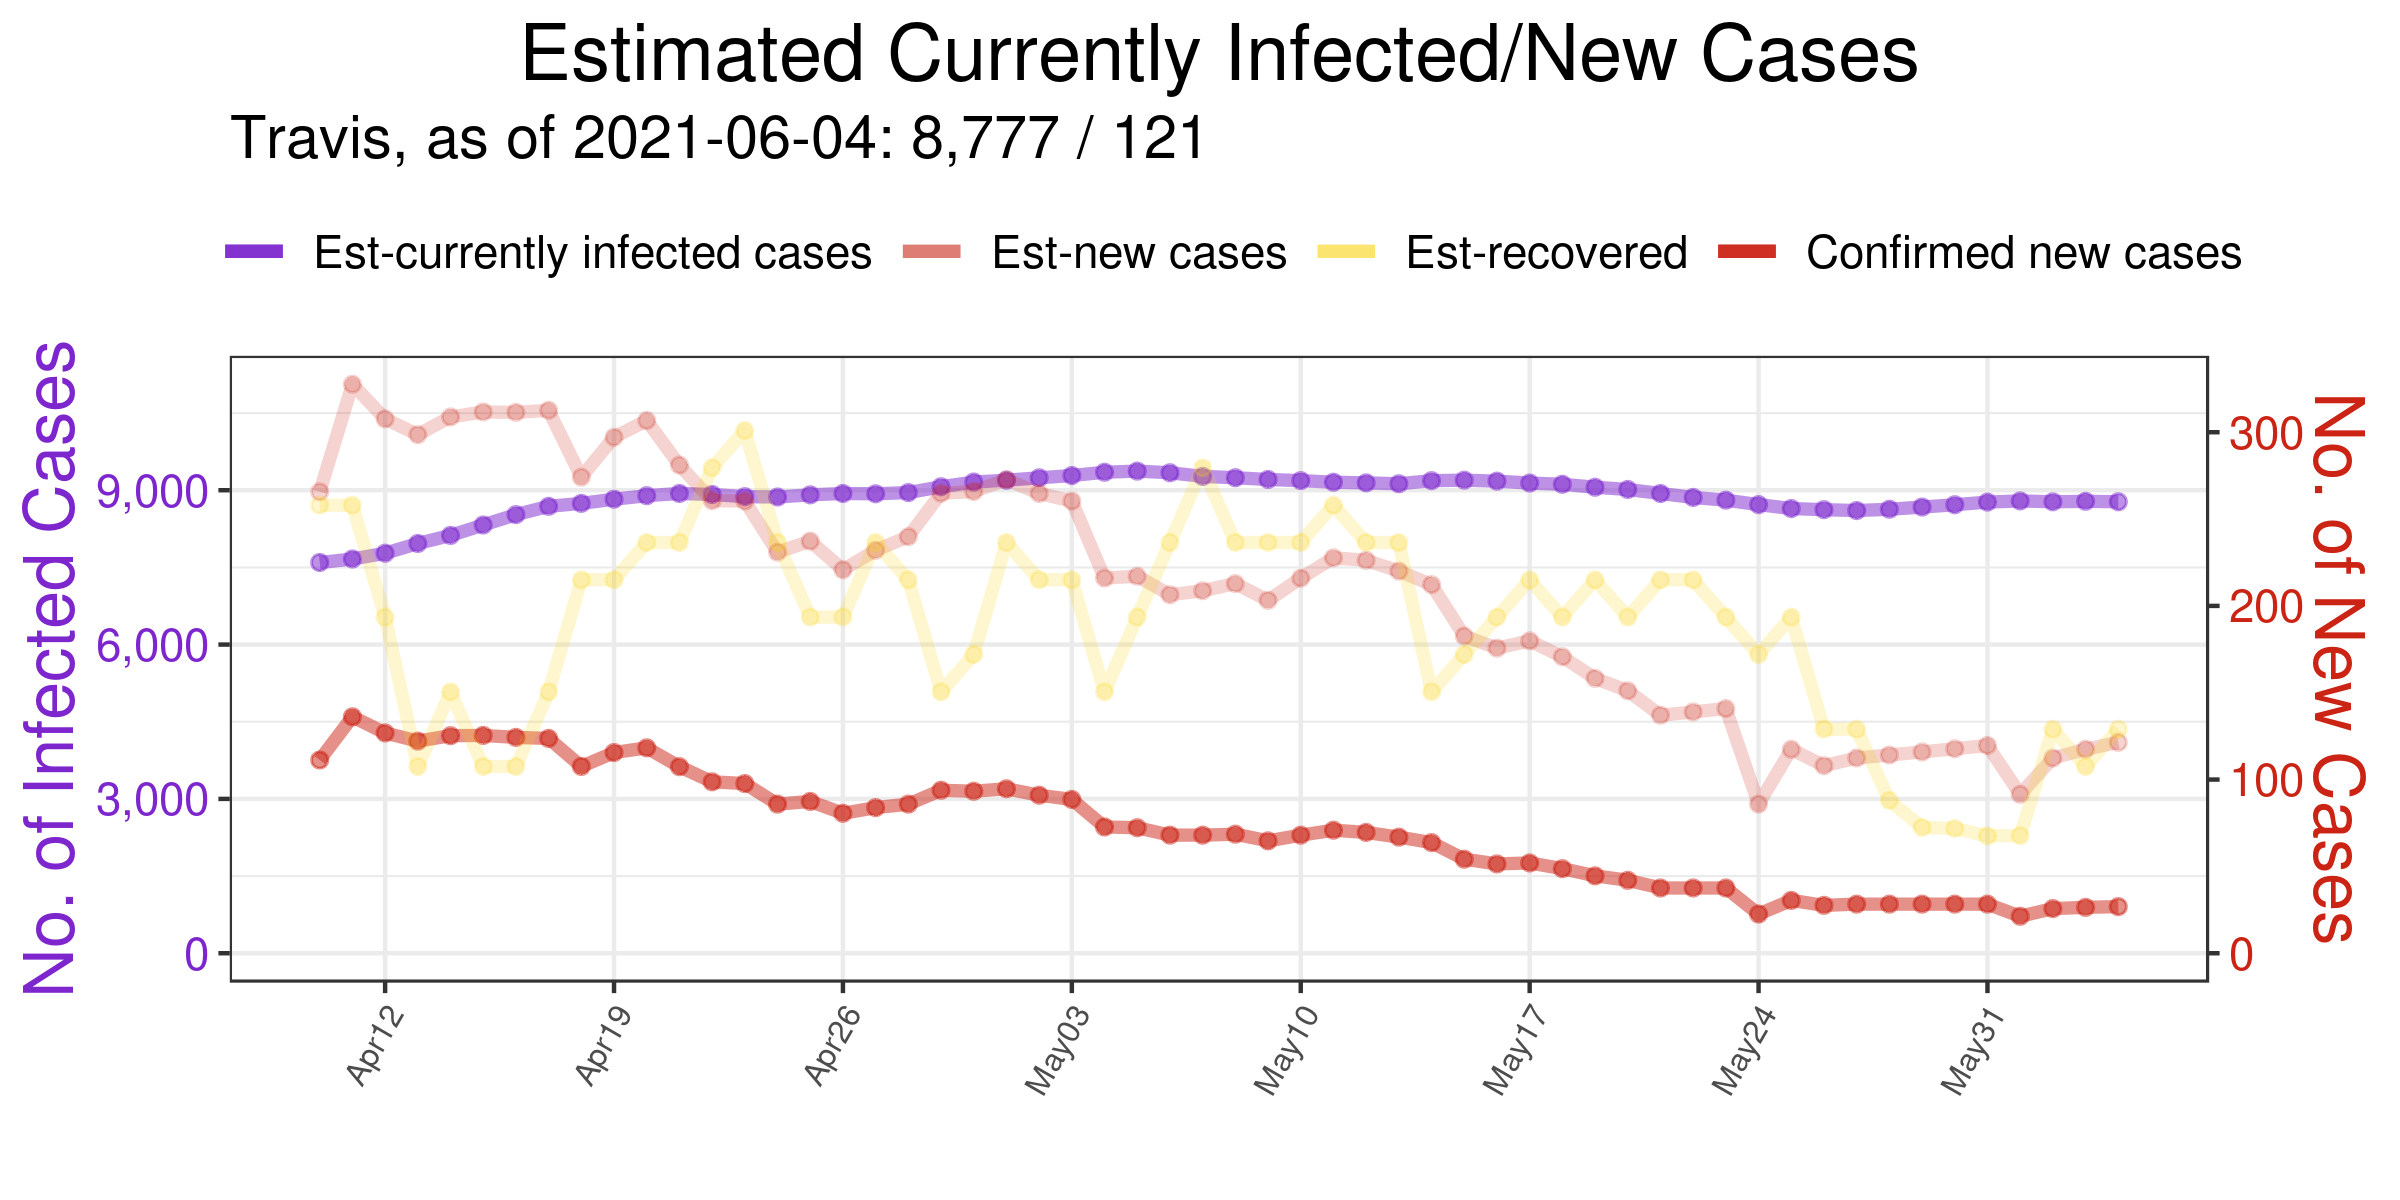 Estimated Currently Infected/New Cases
Travis, as of 2021-06-04: 8,777 / 121
Est-currently infected cases Est-new cases Est-recovered Confirmed new cases
No. of Infected Cases
9,000
6,000
3,000
0
300
200
100
0
No. of New Cases
Apr12 Apr19 Apr26 May03 May10 May17 May24 May31